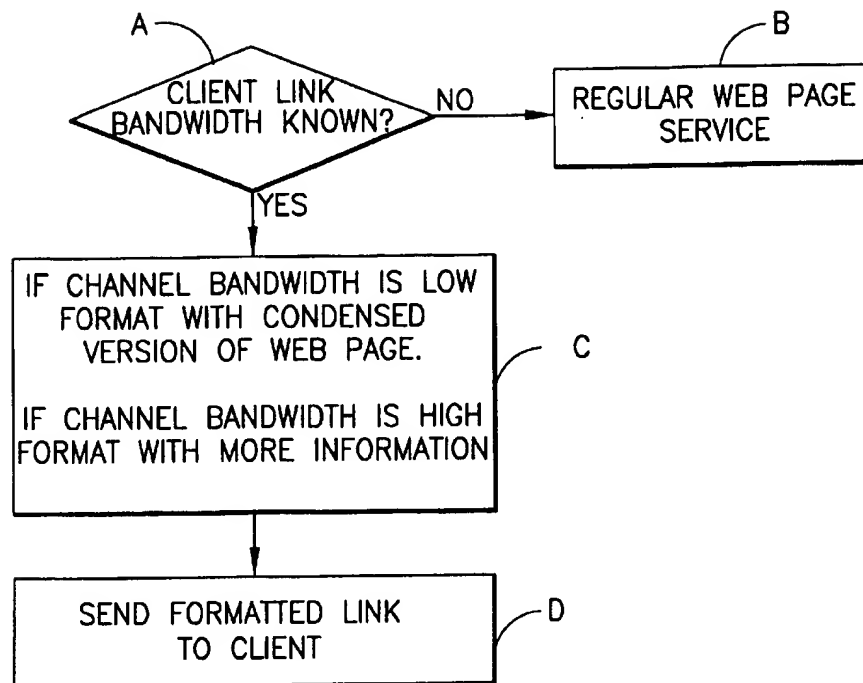 A
B
CLIENT LINK
BANDWIDTH KNOWN?
NO
REGULAR WEB PAGE
SERVICE
YES
IF CHANNEL BANDWIDTH IS LOW
FORMAT WITH CONDENSED
VERSION OF WEB PAGE.
IF CHANNEL BANDWIDTH IS HIGH
FORMAT WITH MORE INFORMATION
C
SEND FORMATTED LINK
TO CLIENT
D